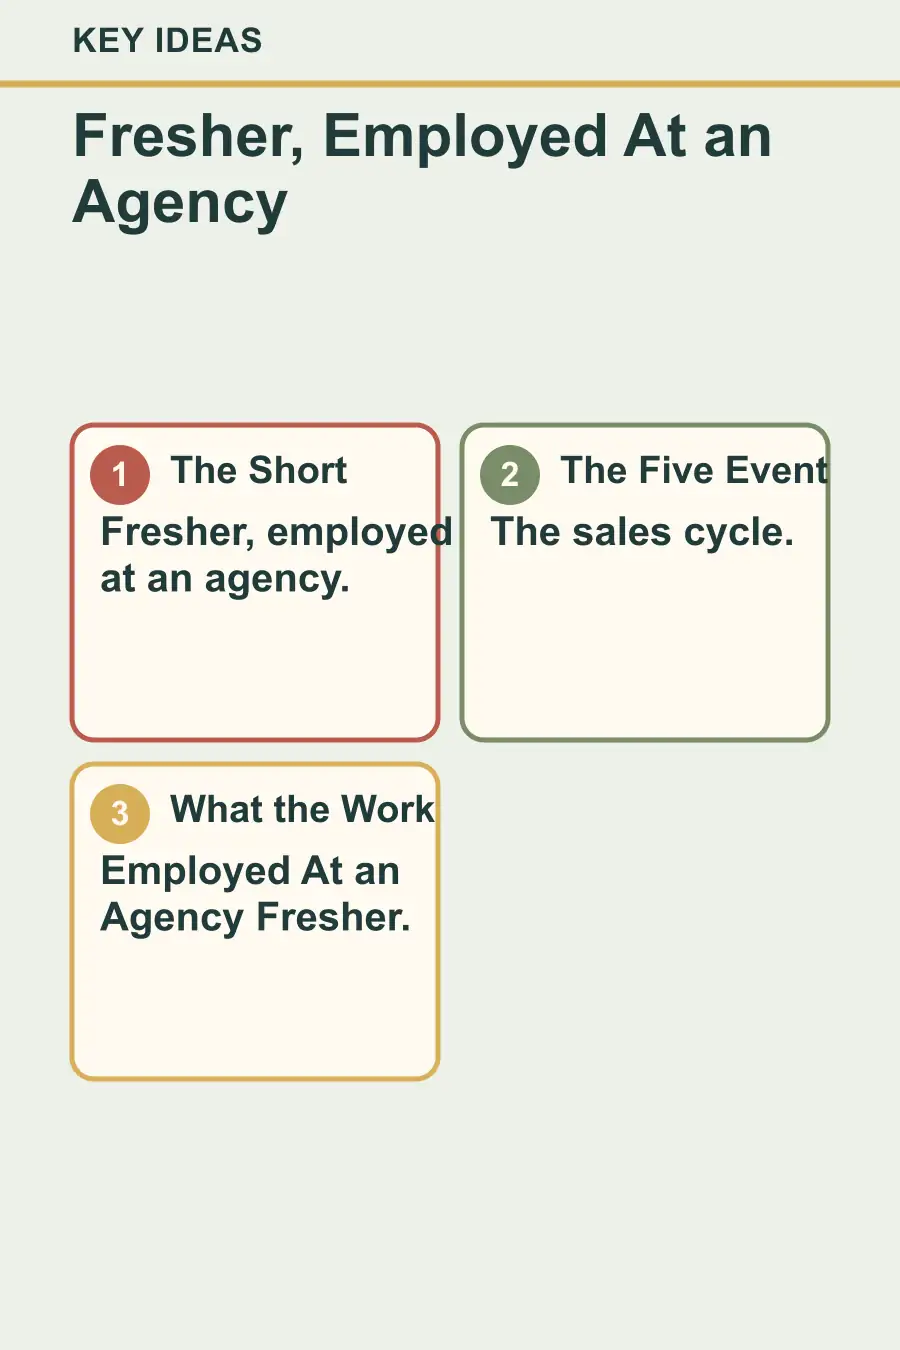 KEY IDEAS
Fresher, Employed At an
Agency
1 The Short
Fresher, employed
at an agency.
2 The Five Event
The sales cycle.
3 What the Work
Employed At an
Agency Fresher.